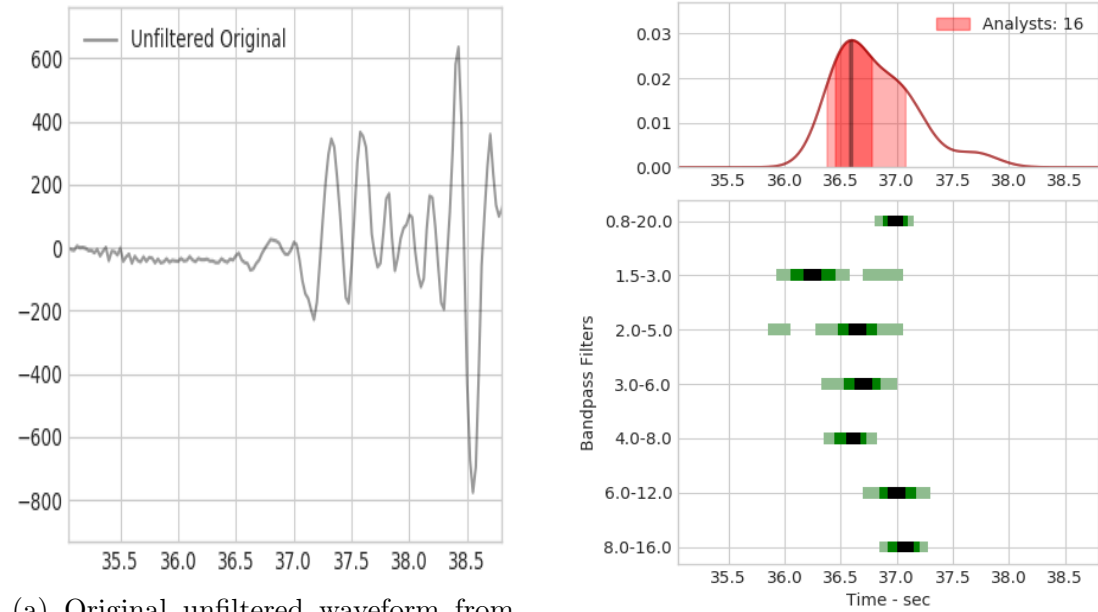 Unfiltered Original
600
400
200
0
−200
−400
−600
−800
35.5 36.0 36.5 37.0 37.5 38.0 38.5
(a) Original unfiltered waveform from
Analysts: 16
0.03
0.02
0.01
0.00
35.5 36.0 36.5 37.0 37.5 38.0 38.5
Bandpass Filters
0.8-20.0
1.5-3.0
2.0-5.0
3.0-6.0
4.0-8.0
6.0-12.0
8.0-16.0
35.5 36.0 36.5 37.0 37.5 38.0 38.5
Time - sec